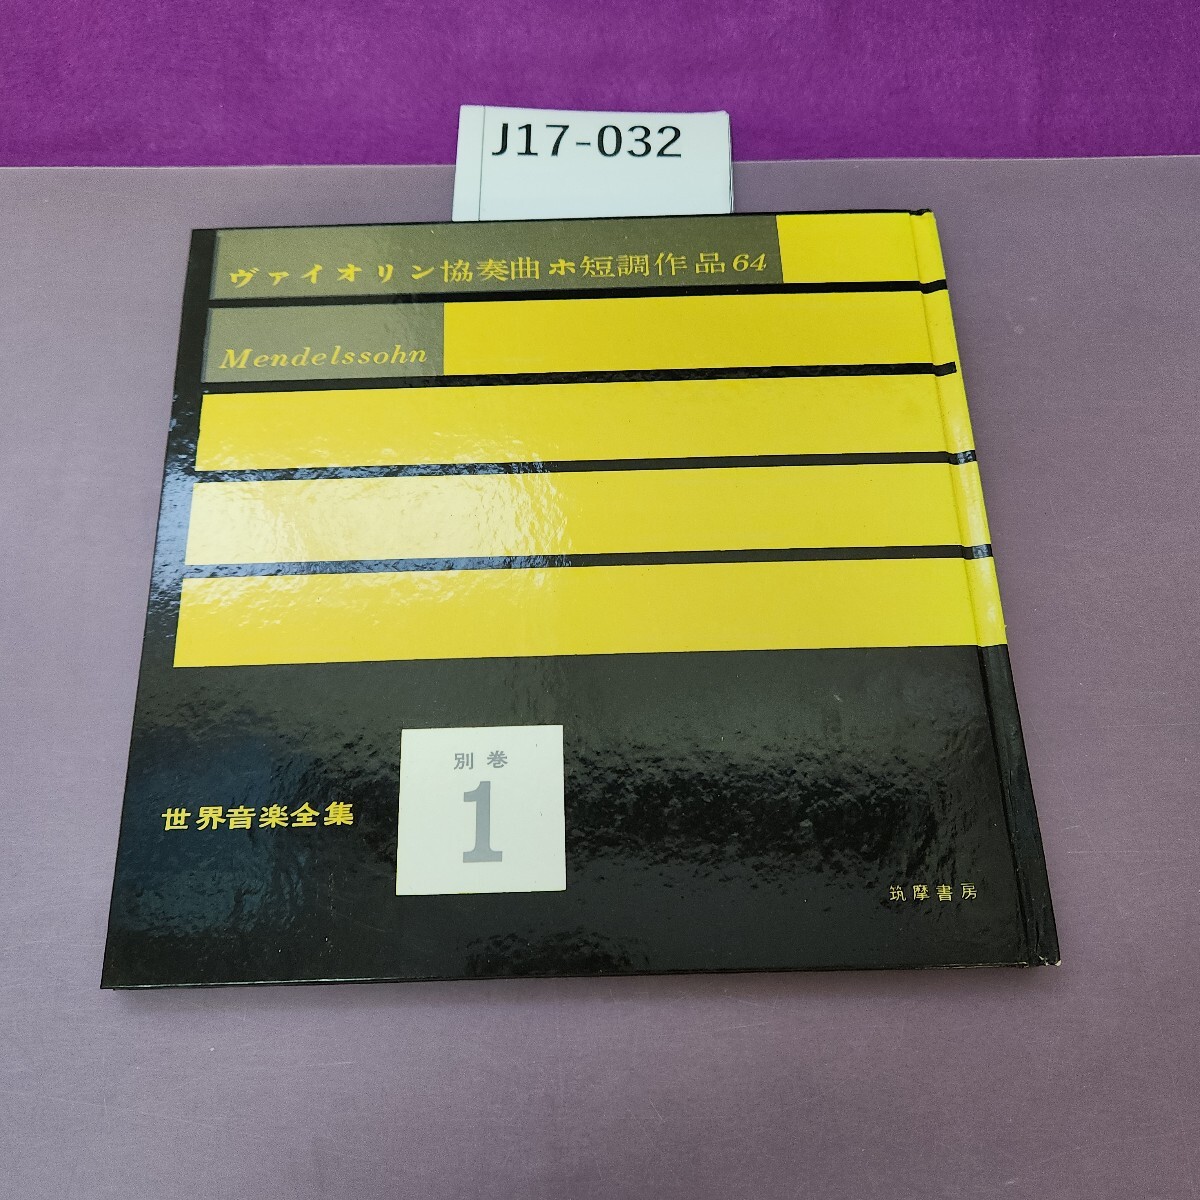 J17-032
ヴァイオリン協奏曲ホ短調作品64
Mendelssohn
別巻
1
世界音楽全集
筑摩書房